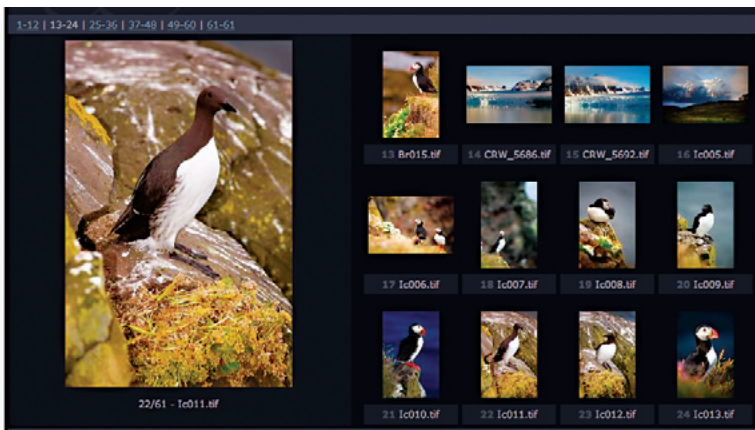 1-12 | 13-24 | 25-36 | 37-48 | 49-60 | 61-61
13 Br015.tif
14 CRW_5686.tif
15 CRW_5692.tif
16 Ic005.tif
17 Ic006.tif
18 Ic007.tif
19 Ic008.tif
20 Ic009.tif
22/61 - Ic011.tif
21 Ic010.tif
22 Ic011.tif
23 Ic012.tif
24 Ic013.tif